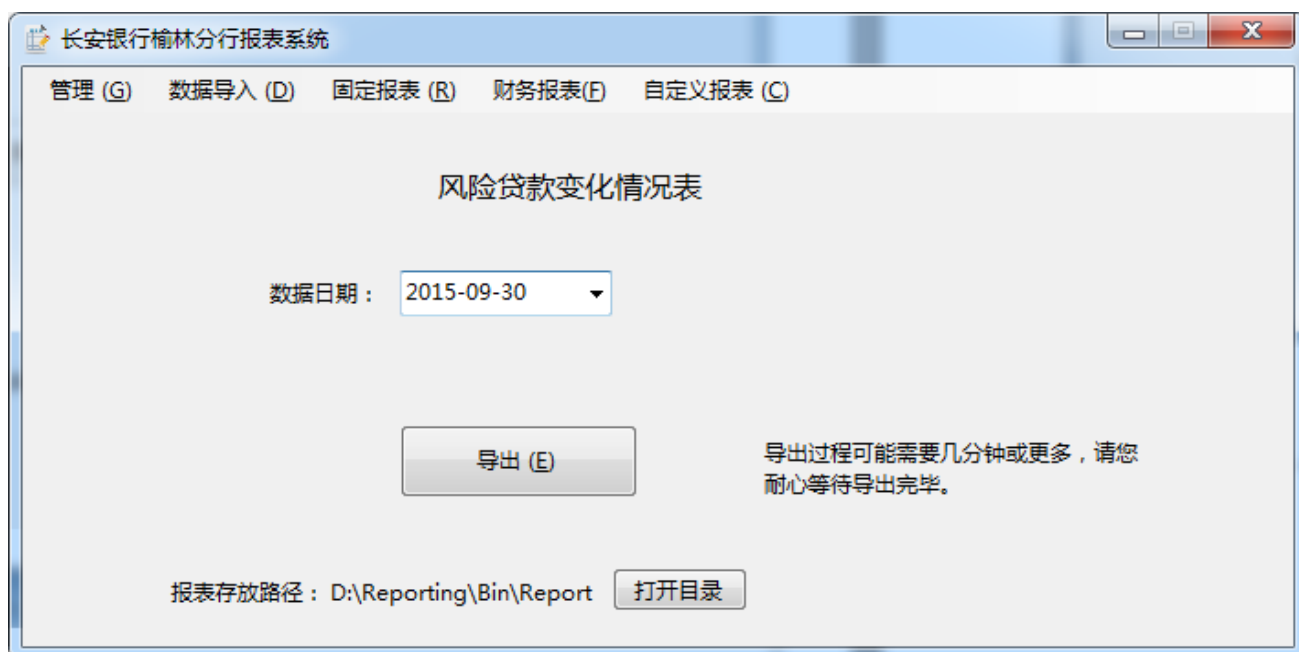 长安银行榆林分行报表系统
管理 (G) 数据导入 (D) 固定报表 (R) 财务报表(F) 自定义报表 (C)
风险贷款变化情况表
数据日期： 2015-09-30
导出 (E)
导出过程可能需要几分钟或更多，请您
耐心等待导出完毕。
报表存放路径： D:\Reporting\Bin\Report 打开目录